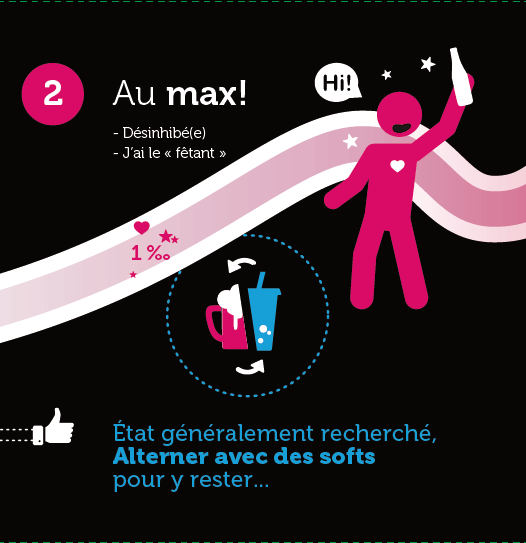 2
Au max!
- Désinhibé(e)
- J’ai le « fêtant »
Hi!
1 ‰
État généralement recherché,
Alterner avec des softs
pour y rester...